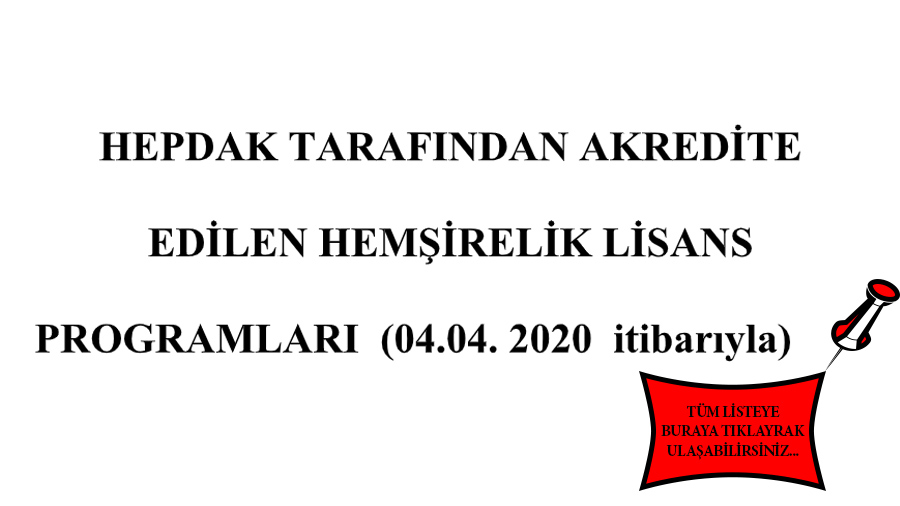 HEPDAK TARAFINDAN AKREDİTE
EDİLEN HEMŞİRELİK LİSANS
PROGRAMLARI (04.04. 2020 itibarıyla)
TÜM LİSTEYE
BURAYA TIKLAYRAK
ULAŞABİLİRSİNİZ...